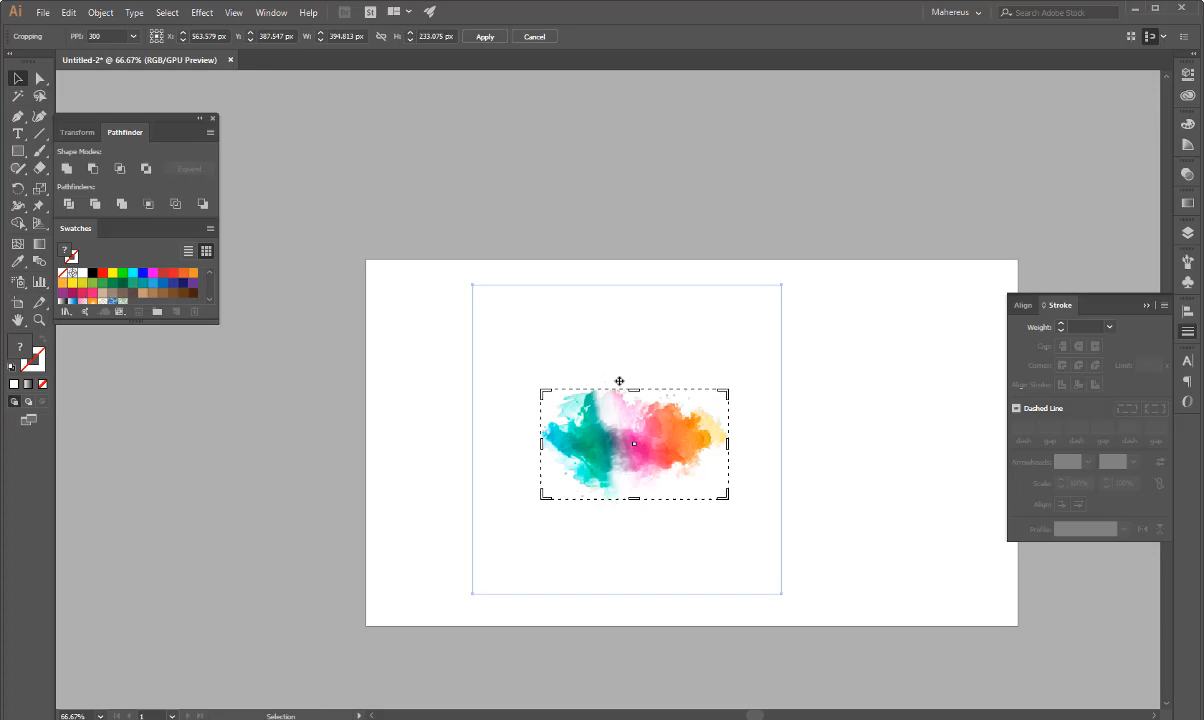 Ai File Edit Object Type Select Effect View Window Help Br St Mahereus Search Adobe Stock
Cropping PPI: 300 X: 563.579 px Y: 387.547 px W: 394.813 px H: 233.075 px Apply Cancel
Untitled-2* @ 66.67% (RGB/GPU Preview)
Transform Pathfinder
Shape Modes:
Expand
Pathfinders:
Swatches
?
?
Align Stroke
Weight:
Cap:
Corner: Limit: x
Align Stroke:
Dashed Line
dash gap dash gap dash gap
Arrowheads:
Scale: 100% 100%
Align:
Profile:
66.67% 1 Selection